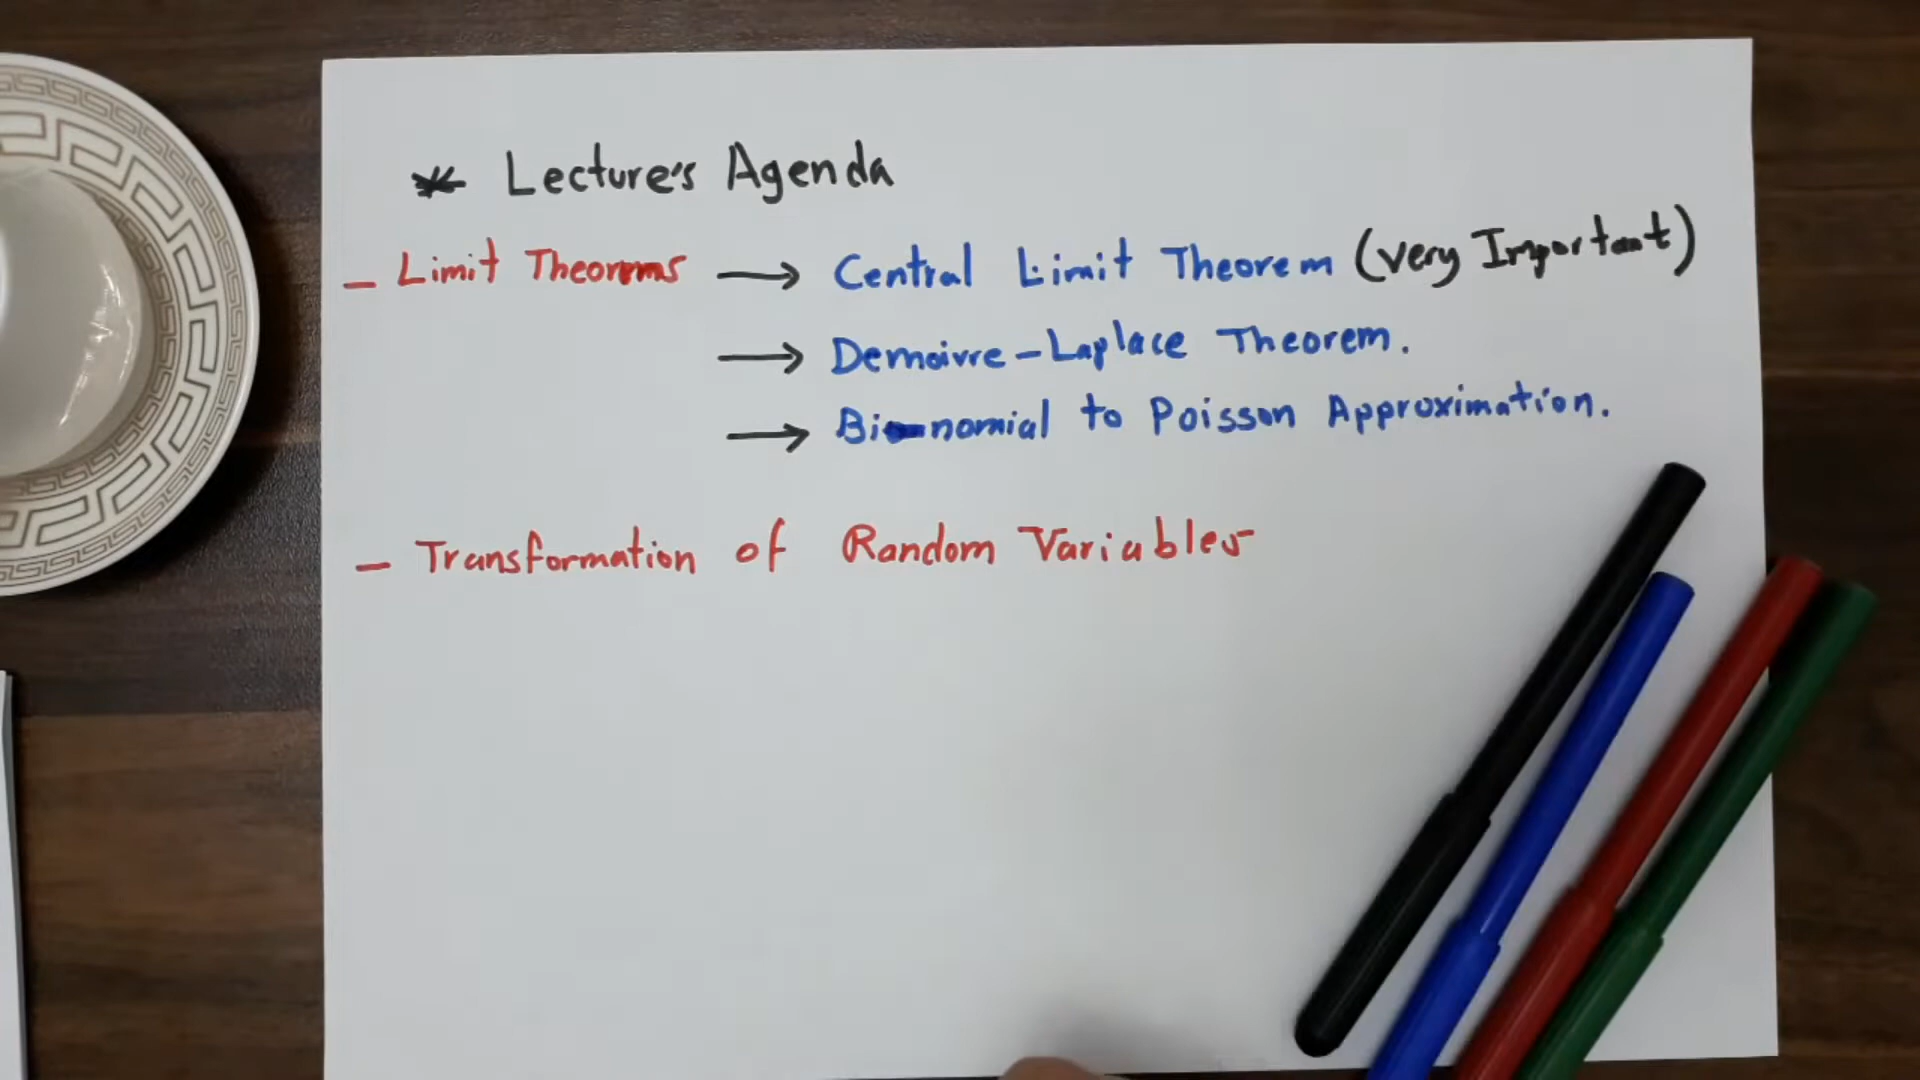 * Lecture's Agenda
- Limit Theorems → Central Limit Theorem (very Important)
→ Demoivre-Laplace Theorem.
→ Binomial to Poisson Approximation.
- Transformation of Random Variables